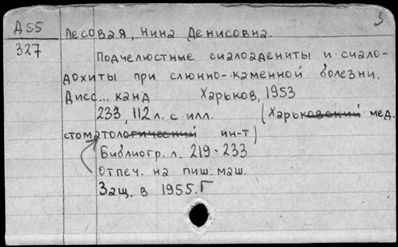 3
Д55 Лесовая, Нина Денисовна.
327
Подчелюстные сиалоадениты и сиало-
дохиты при слюнно-каменной болезни.
Дисс... канд Харьков, 1953
233, 112 л. с илл. (Харьковский мед.
стоматологический ин-т)
Библиогр. л. 219-233
Отпеч. на пиш. маш.
Защ. в 1955. Г